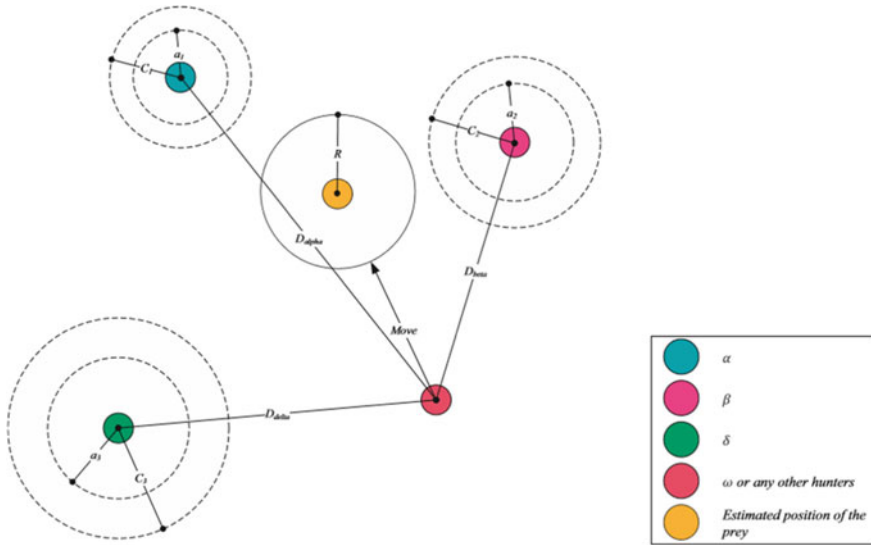 a1
C1
a2
C2
R
Dalpha
Dbeta
Move
Ddelta
a3
C3
α
β
δ
ω or any other hunters
Estimated position of the
prey